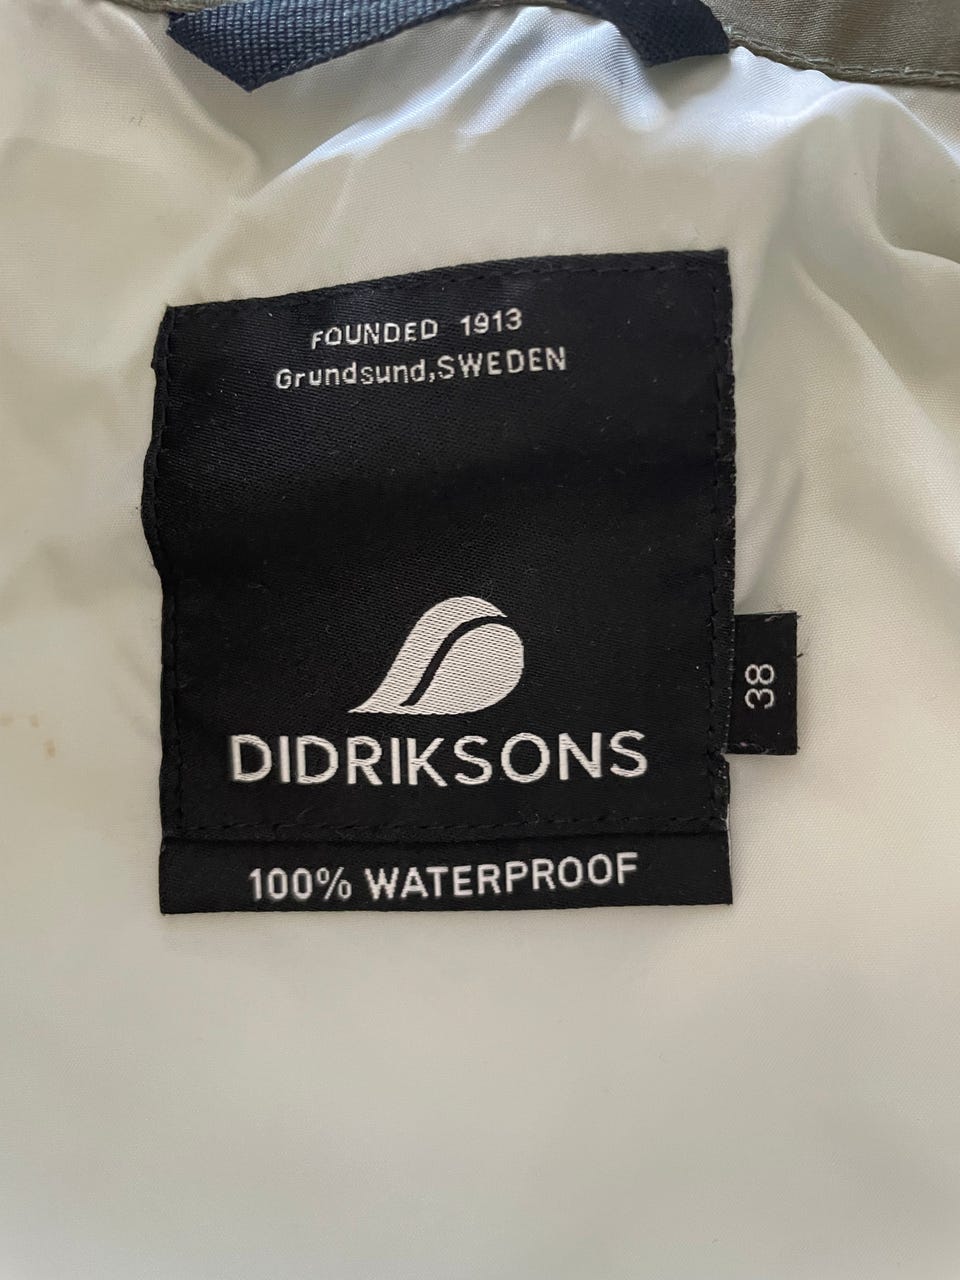 FOUNDED 1913
Grundsund,SWEDEN
DIDRIKSONS
38
100% WATERPROOF